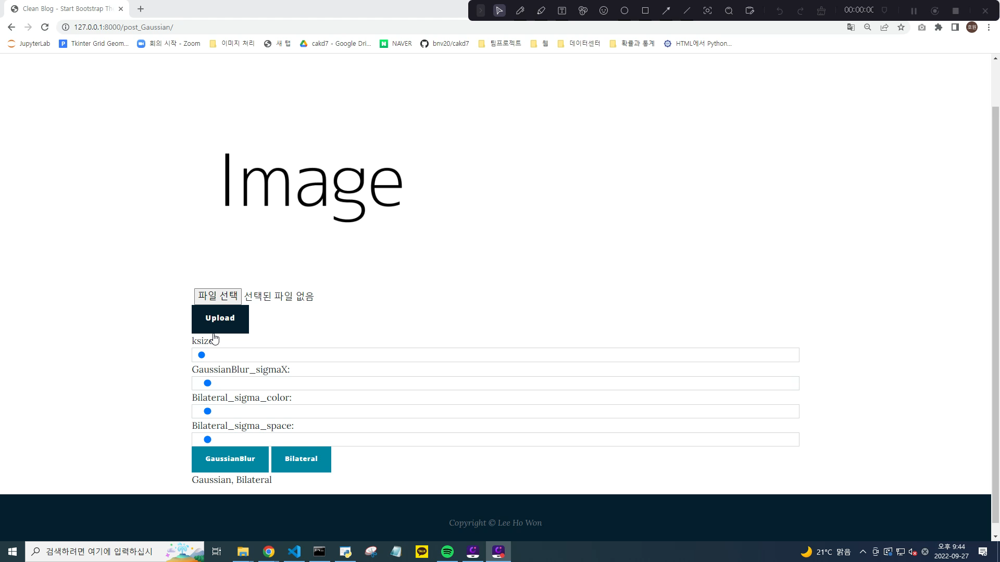 Clean Blog - Start Bootstrap Th
00:00:00
127.0.0.1:8000/post_Gaussian/
호원
JupyterLab
Tkinter Grid Geom...
회의 시작 - Zoom
이미지 처리
새 탭
cakd7 - Google Dri...
NAVER
bnv20/cakd7
팀프로젝트
웹
데이터센터
확률과 통계
HTML에서 Python...
Image
파일 선택 선택된 파일 없음
Upload
GaussianBlur_sigmaX:
Bilateral_sigma_color:
Bilateral_sigma_space:
GaussianBlur
Bilateral
Gaussian, Bilateral
Copyright © Lee Ho Won
검색하려면 여기에 입력하십시
TALK
21°C 맑음
오후 9:44
2022-09-27